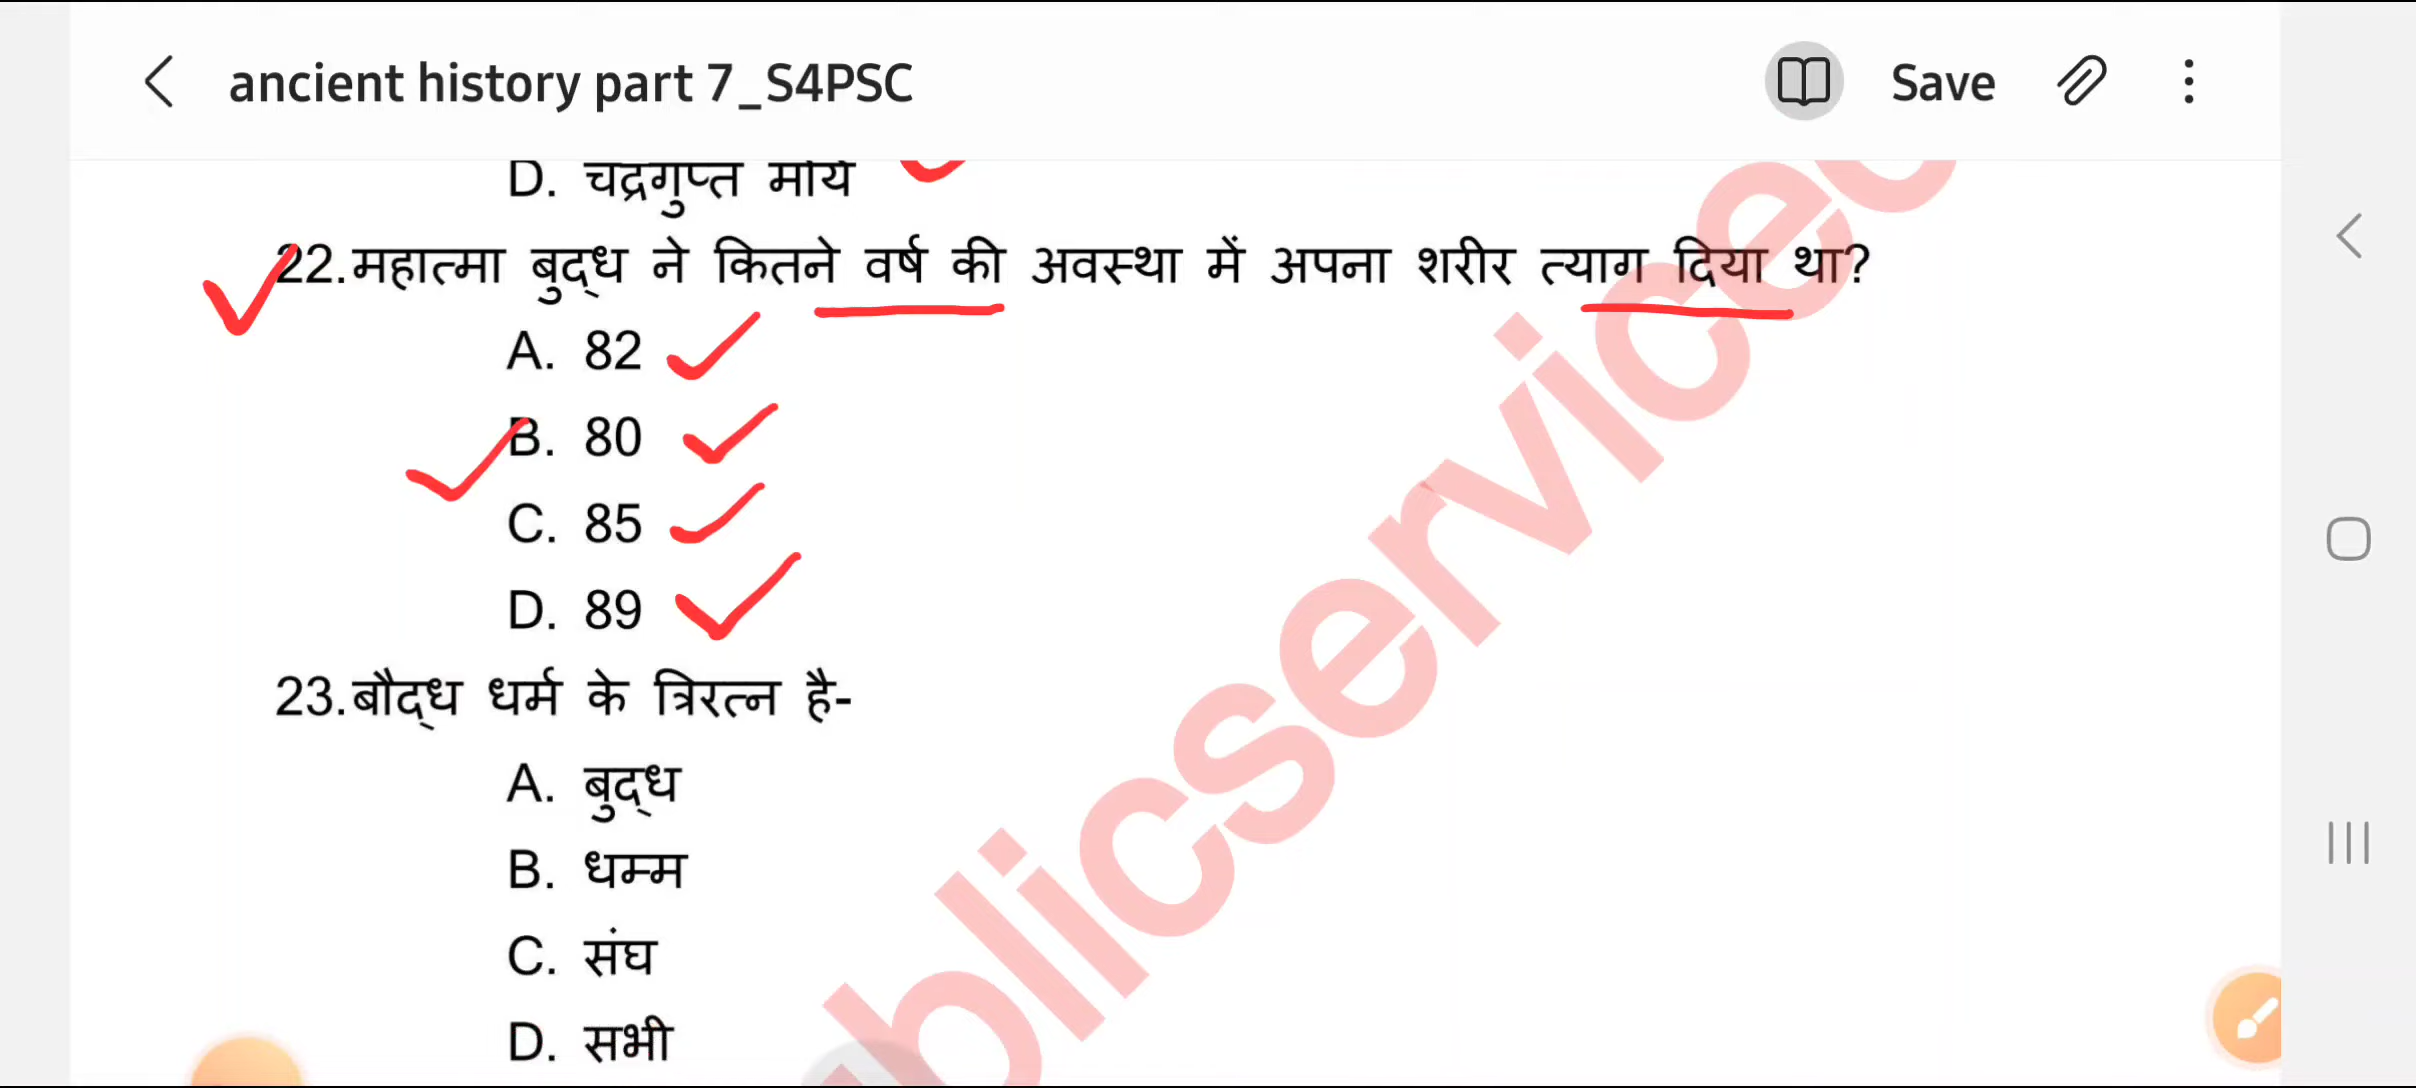 ancient history part 7_S4PSC
Save
D. चंद्रगुप्त मौर्य
22.महात्मा बुद्ध ने कितने वर्ष की अवस्था में अपना शरीर त्याग दिया था?
A. 82
B. 80
C. 85
D. 89
23.बौद्ध धर्म के त्रिरत्न है-
A. बुद्ध
B. धम्म
C. संघ
D. सभी